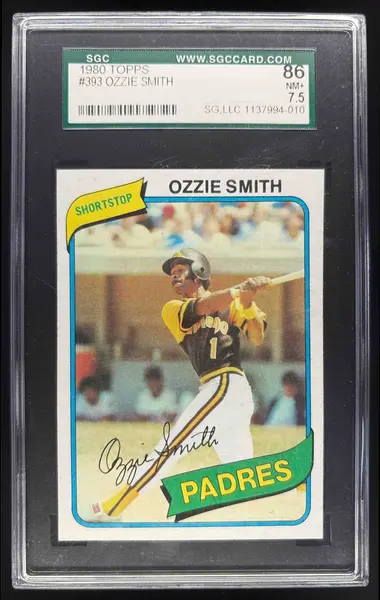 SGC WWW.SGCCARD.COM™
1980 TOPPS
#393 OZZIE SMITH
86
NM+
7.5
SG,LLC 1137994-010
SHORTSTOP
OZZIE SMITH
1
Ozzie Smith
PADRES